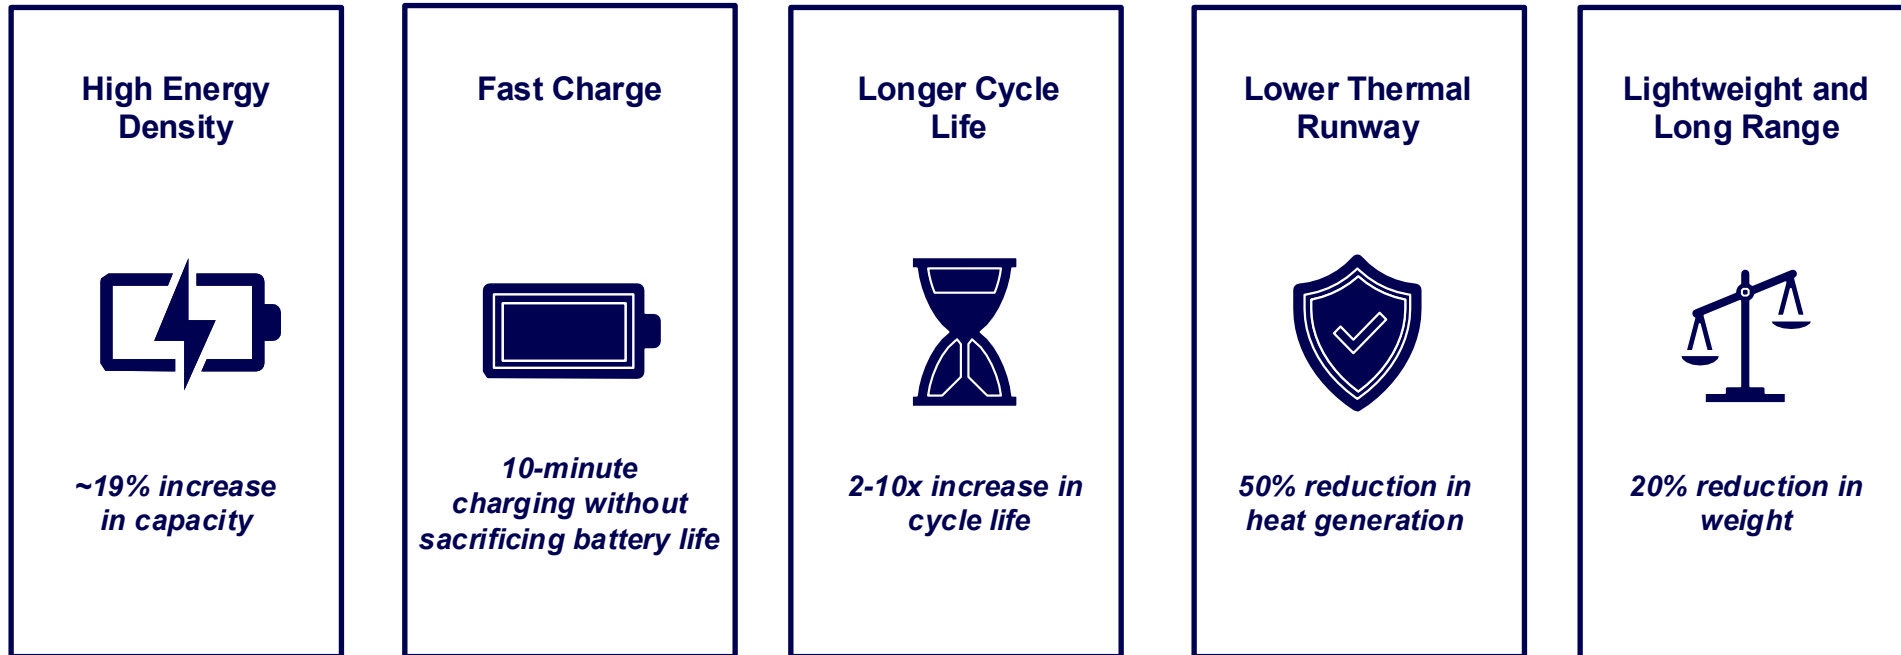 High Energy
Density
~19% increase
in capacity
Fast Charge
10-minute
charging without
sacrificing battery life
Longer Cycle
Life
2-10x increase in
cycle life
Lower Thermal
Runway
50% reduction in
heat generation
Lightweight and
Long Range
20% reduction in
weight